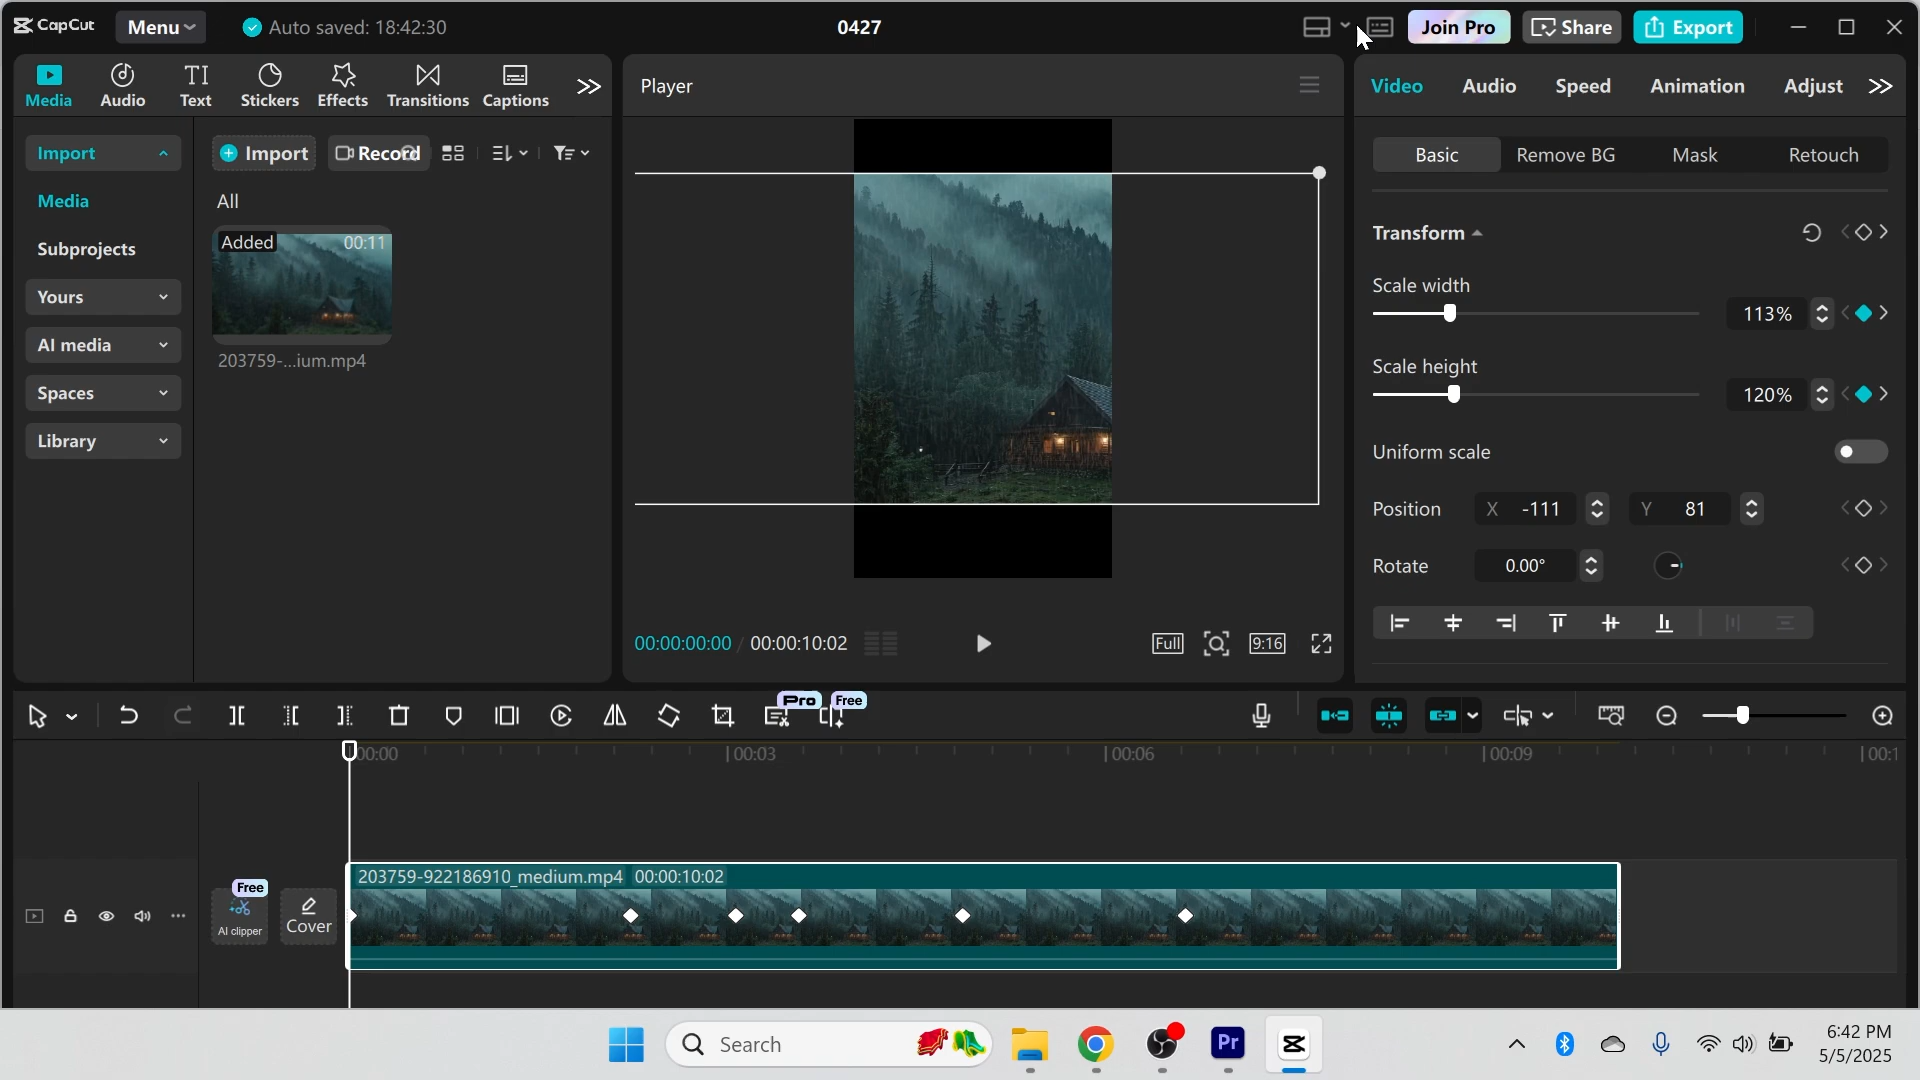 CapCut
Menu
Auto saved: 18:42:30
0427
Join Pro
Share
Export
Media
Audio
Text
Stickers
Effects
Transitions
Captions
Player
Video
Audio
Speed
Animation
Adjust
Import
Media
Subprojects
Yours
AI media
Spaces
Library
Import
Record
All
Added
00:11
203759-...ium.mp4
Basic
Remove BG
Mask
Retouch
Transform
Scale width
113%
Scale height
120%
Uniform scale
Position
X -111
Y 81
Rotate
0.00°
00:00:00:00 / 00:00:10:02
Full
9:16
Pro
Free
00:00
00:03
00:06
00:09
00:1
203759-922186910_medium.mp4 00:00:10:02
Free
AI clipper
Cover
Search
Pr
6:42 PM
5/5/2025